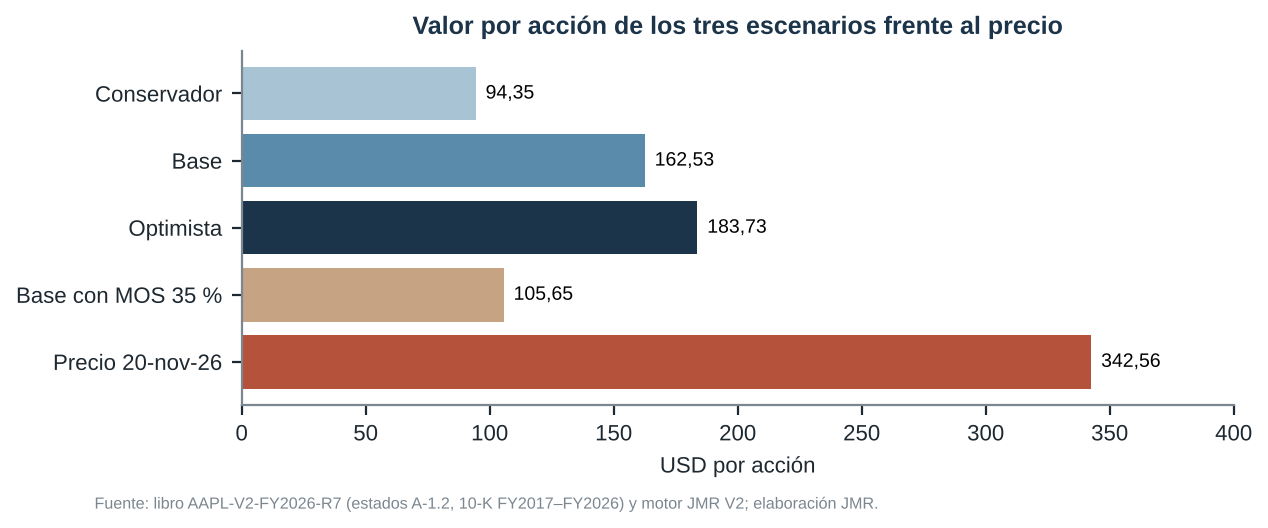 Valor por acción de los tres escenarios frente al precio
Conservador
94,35
Base
162,53
Optimista
183,73
Base con MOS 35 %
105,65
Precio 20-nov-26
342,56
0 50 100 150 200 250 300 350 400
USD por acción
Fuente: libro AAPL-V2-FY2026-R7 (estados A-1.2, 10-K FY2017–FY2026) y motor JMR V2; elaboración JMR.